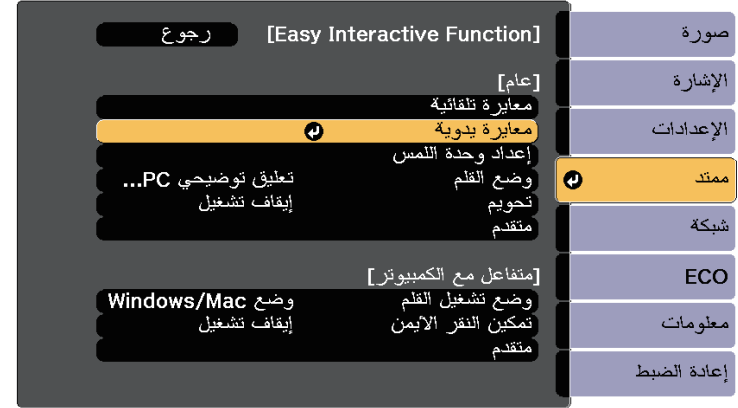 صورة
الإشارة
الإعدادات
ممتد
شبكة
ECO
معلومات
إعادة الضبط
[Easy Interactive Function] رجوع
[عام]
معايرة تلقائية
معايرة يدوية
إعداد وحدة اللمس
وضع القلم تعليق توضيحي PC...
تحويم إيقاف تشغيل
متقدم
[متفاعل مع الكمبيوتر]
وضع تشغيل القلم وضع Windows/Mac
تمكين النقر الأيمن إيقاف تشغيل
متقدم